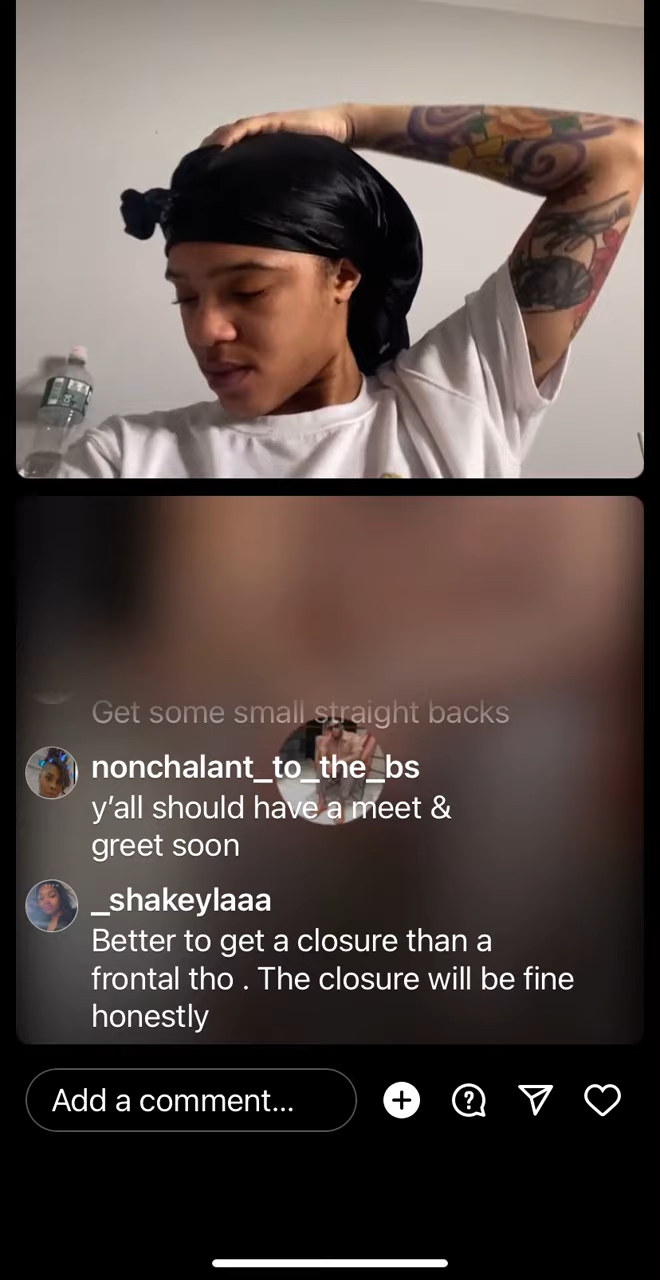 Get some small straight backs
nonchalant_to_the_bs
y’all should have a meet &
greet soon
_shakeylaaa
Better to get a closure than a
frontal tho . The closure will be fine
honestly
Add a comment...